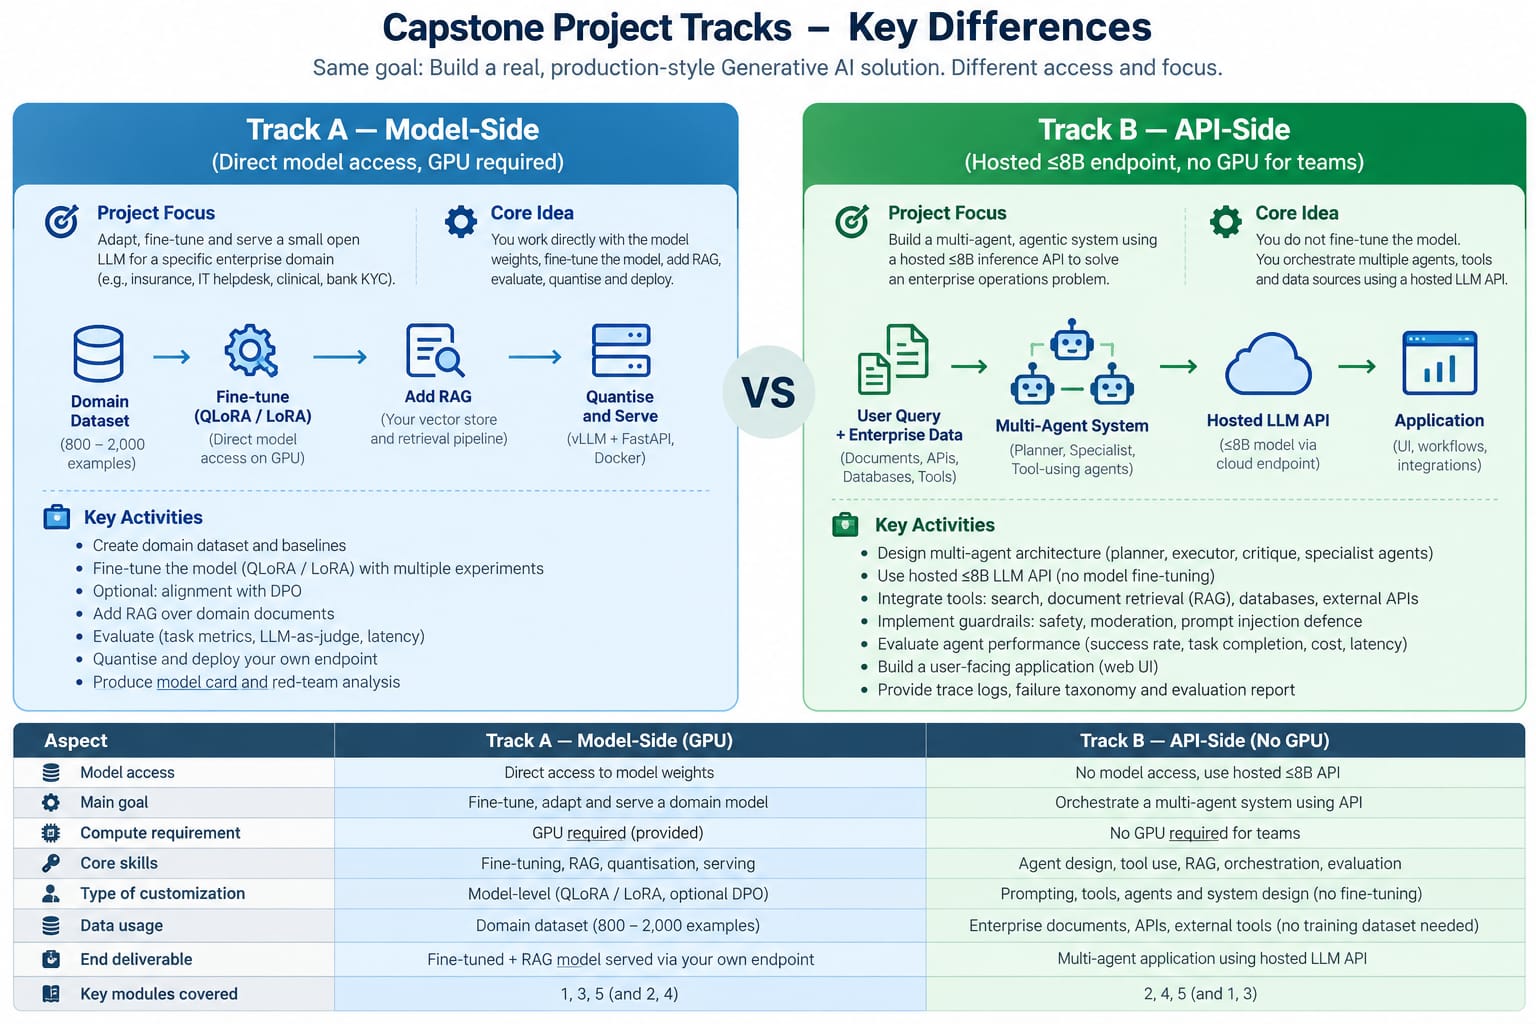 Capstone Project Tracks – Key Differences
Same goal: Build a real, production-style Generative AI solution. Different access and focus.
Track A — Model-Side
(Direct model access, GPU required)
Project Focus
Adapt, fine-tune and serve a small open
LLM for a specific enterprise domain
(e.g., insurance, IT helpdesk, clinical, bank KYC).
Core Idea
You work directly with the model
weights, fine-tune the model, add RAG,
evaluate, quantise and deploy.
Domain
Dataset
(800 – 2,000
examples)
Fine-tune
(QLoRA / LoRA)
(Direct model
access on GPU)
Add RAG
(Your vector store
and retrieval pipeline)
Quantise
and Serve
(vLLM + FastAPI,
Docker)
Key Activities
• Create domain dataset and baselines
• Fine-tune the model (QLoRA / LoRA) with multiple experiments
• Optional: alignment with DPO
• Add RAG over domain documents
• Evaluate (task metrics, LLM-as-judge, latency)
• Quantise and deploy your own endpoint
• Produce model card and red-team analysis
VS
Track B — API-Side
(Hosted ≤8B endpoint, no GPU for teams)
Project Focus
Build a multi-agent, agentic system using
a hosted ≤8B inference API to solve
an enterprise operations problem.
Core Idea
You do not fine-tune the model.
You orchestrate multiple agents, tools
and data sources using a hosted LLM API.
User Query
+ Enterprise Data
(Documents, APIs,
Databases, Tools)
Multi-Agent System
(Planner, Specialist,
Tool-using agents)
Hosted LLM API
(≤8B model via
cloud endpoint)
Application
(UI, workflows,
integrations)
Key Activities
• Design multi-agent architecture (planner, executor, critique, specialist agents)
• Use hosted ≤8B LLM API (no model fine-tuning)
• Integrate tools: search, document retrieval (RAG), databases, external APIs
• Implement guardrails: safety, moderation, prompt injection defence
• Evaluate agent performance (success rate, task completion, cost, latency)
• Build a user-facing application (web UI)
• Provide trace logs, failure taxonomy and evaluation report
Aspect Track A — Model-Side (GPU) Track B — API-Side (No GPU)
Model access Direct access to model weights No model access, use hosted ≤8B API
Main goal Fine-tune, adapt and serve a domain model Orchestrate a multi-agent system using API
Compute requirement GPU required (provided) No GPU required for teams
Core skills Fine-tuning, RAG, quantisation, serving Agent design, tool use, RAG, orchestration, evaluation
Type of customization Model-level (QLoRA / LoRA, optional DPO) Prompting, tools, agents and system design (no fine-tuning)
Data usage Domain dataset (800 – 2,000 examples) Enterprise documents, APIs, external tools (no training dataset needed)
End deliverable Fine-tuned + RAG model served via your own endpoint Multi-agent application using hosted LLM API
Key modules covered 1, 3, 5 (and 2, 4) 2, 4, 5 (and 1, 3)